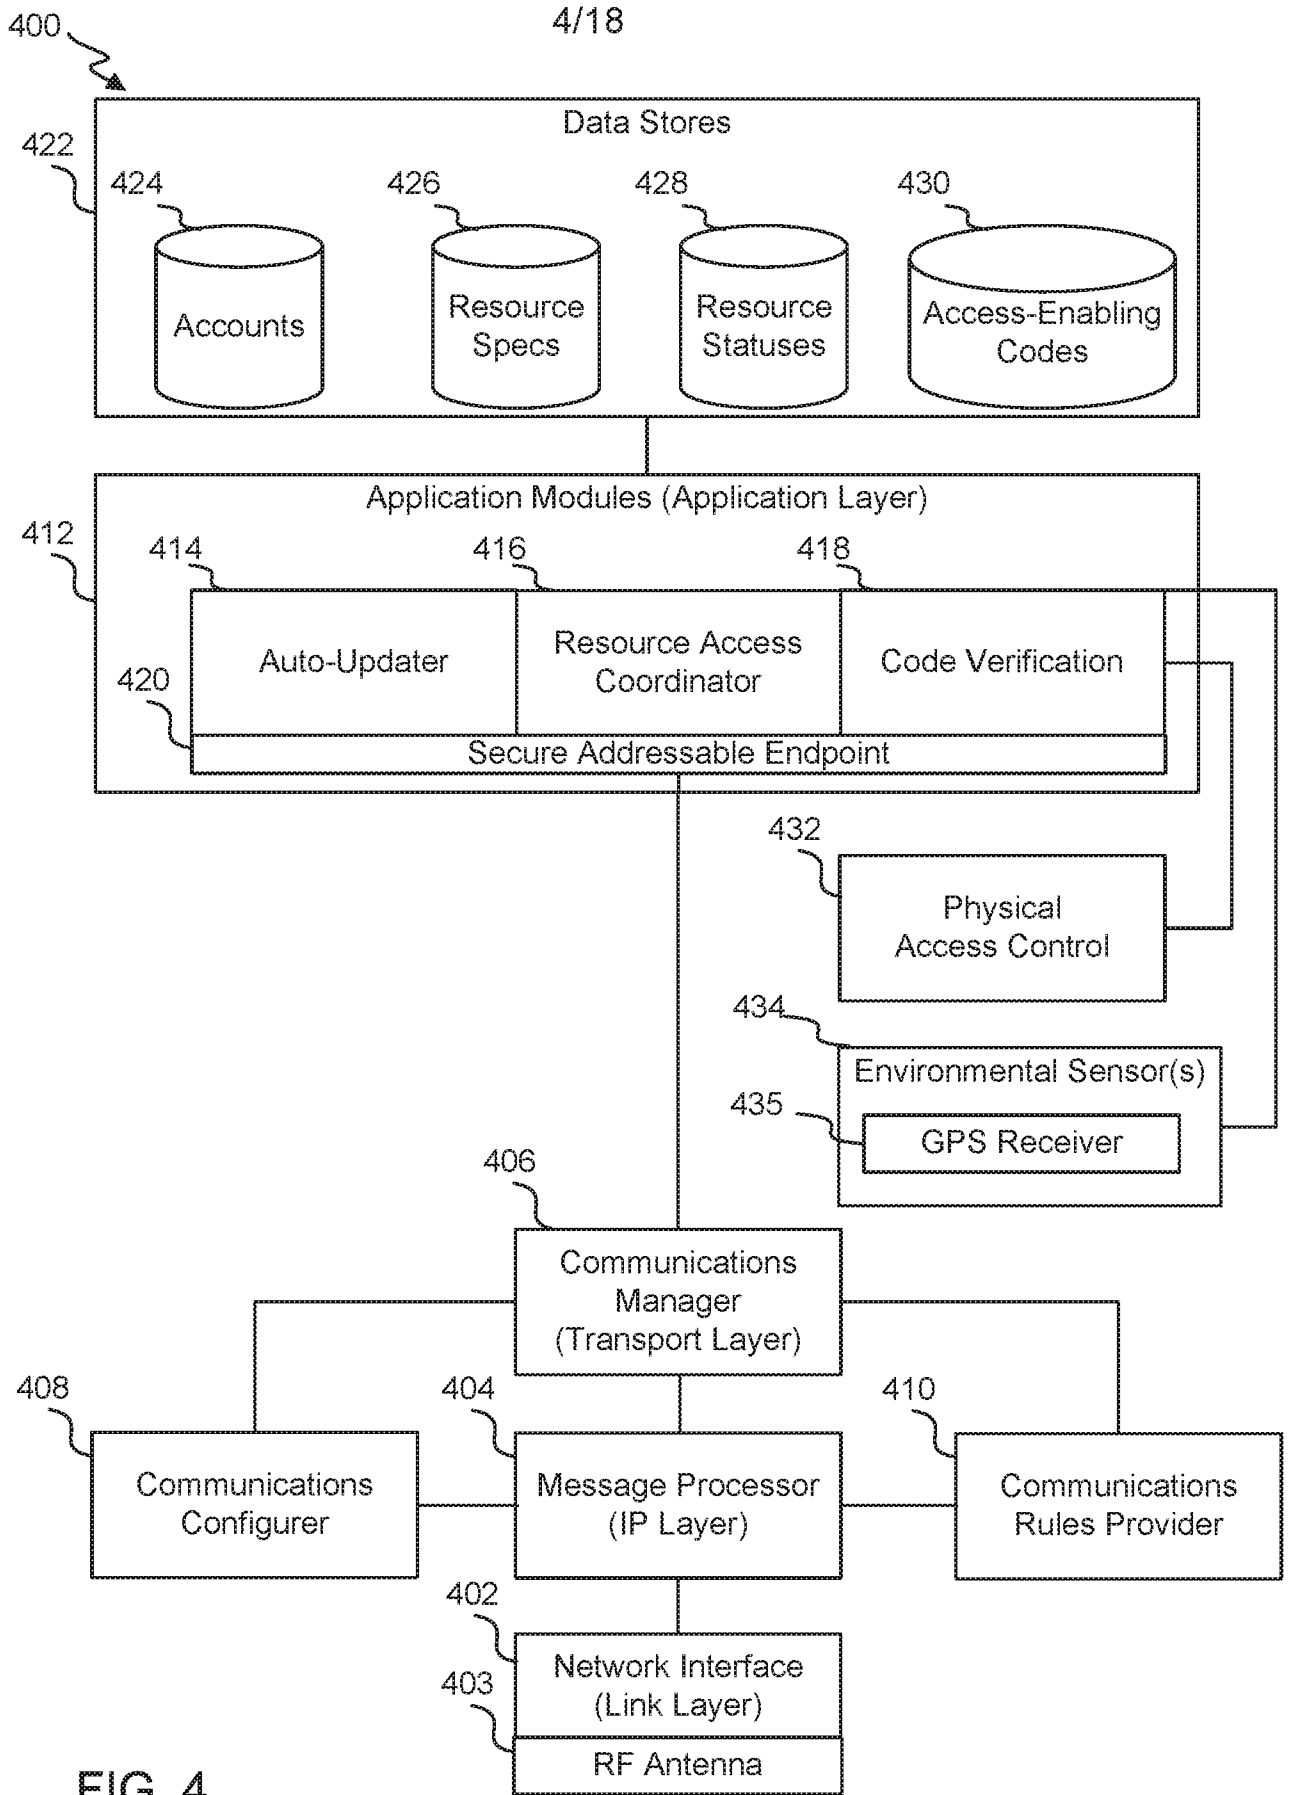 4/18
400
Data Stores
422
424
426
428
430
Accounts
Resource
Specs
Resource
Statuses
Access-Enabling
Codes
Application Modules (Application Layer)
412
414
416
418
Auto-Updater
Resource Access
Coordinator
Code Verification
420
Secure Addressable Endpoint
432
Physical
Access Control
434
Environmental Sensor(s)
435
GPS Receiver
406
Communications
Manager
(Transport Layer)
408
404
410
Communications
Configurer
Message Processor
(IP Layer)
Communications
Rules Provider
402
Network Interface
(Link Layer)
403
RF Antenna
FIG. 4